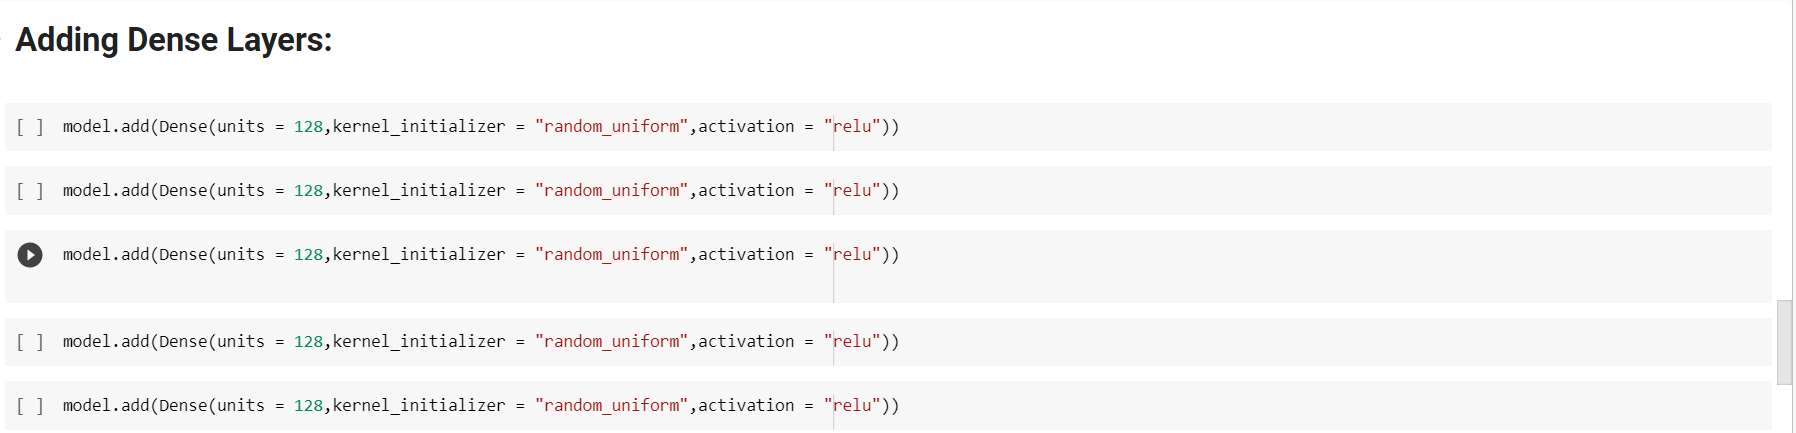 Adding Dense Layers:
[ ] model.add(Dense(units = 128,kernel_initializer = "random_uniform",activation = "relu"))
[ ] model.add(Dense(units = 128,kernel_initializer = "random_uniform",activation = "relu"))
model.add(Dense(units = 128,kernel_initializer = "random_uniform",activation = "relu"))
[ ] model.add(Dense(units = 128,kernel_initializer = "random_uniform",activation = "relu"))
[ ] model.add(Dense(units = 128,kernel_initializer = "random_uniform",activation = "relu"))